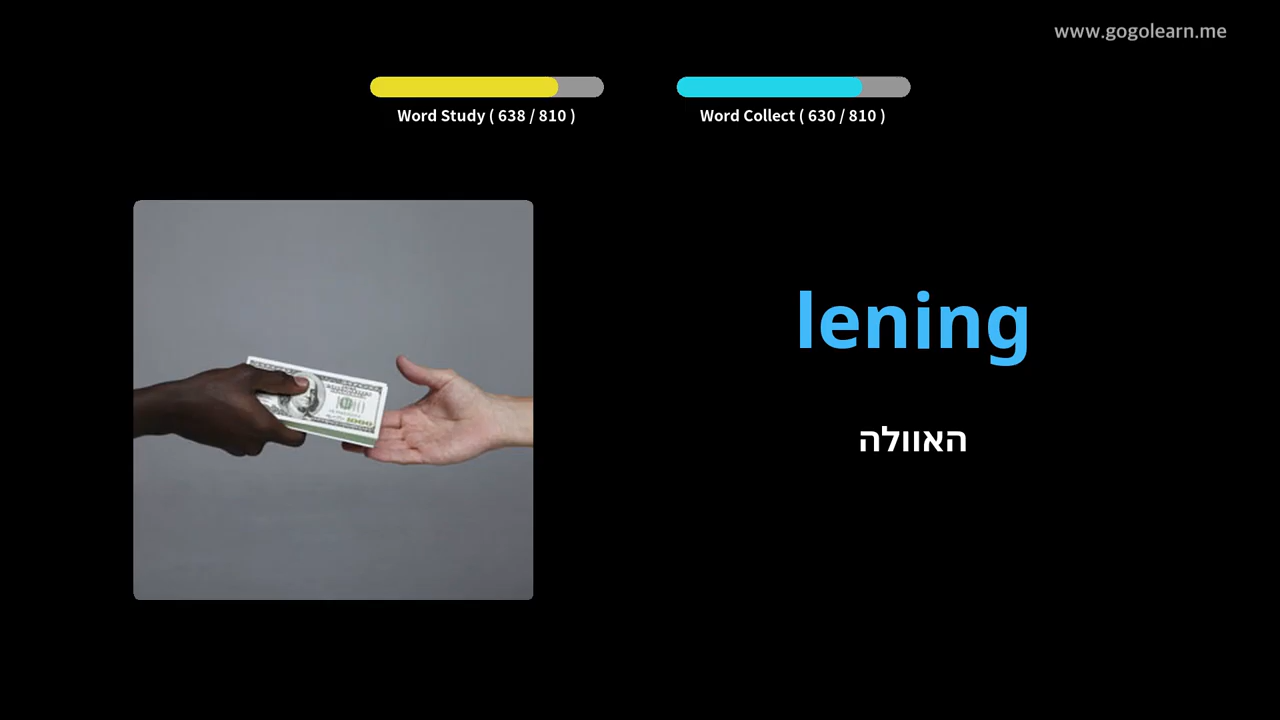 www.gogolearn.me
Word Study ( 638 / 810 )
Word Collect ( 630 / 810 )
lening
האוולה